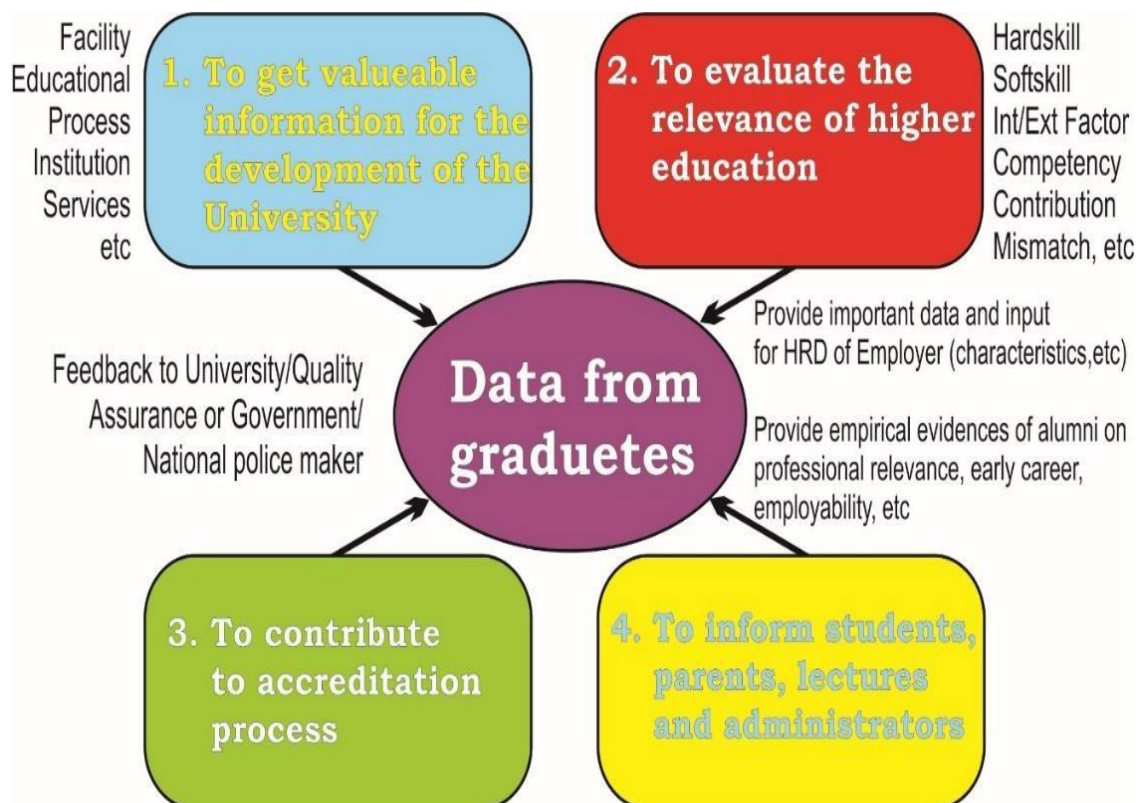 Facility
Educational
Process
Institution
Services
etc
1. To get valueable
information for the
development of the
University
2. To evaluate the
relevance of higher
education
Hardskill
Softskill
Int/Ext Factor
Competency
Contribution
Mismatch, etc
Feedback to University/Quality
Assurance or Government/
National police maker
Data from
graduetes
Provide important data and input
for HRD of Employer (characteristics,etc)
Provide empirical evidences of alumni on
professional relevance, early career,
employability, etc
3. To contribute
to accreditation
process
4. To inform students,
parents, lectures
and administrators